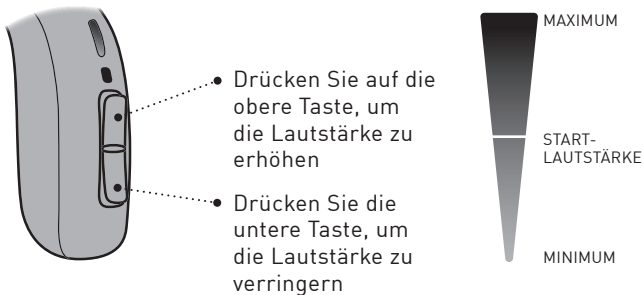 Drücken Sie auf die
obere Taste, um
die Lautstärke zu
erhöhen
Drücken Sie die
untere Taste, um
die Lautstärke zu
verringern
MAXIMUM
START-
LAUTSTÄRKE
MINIMUM